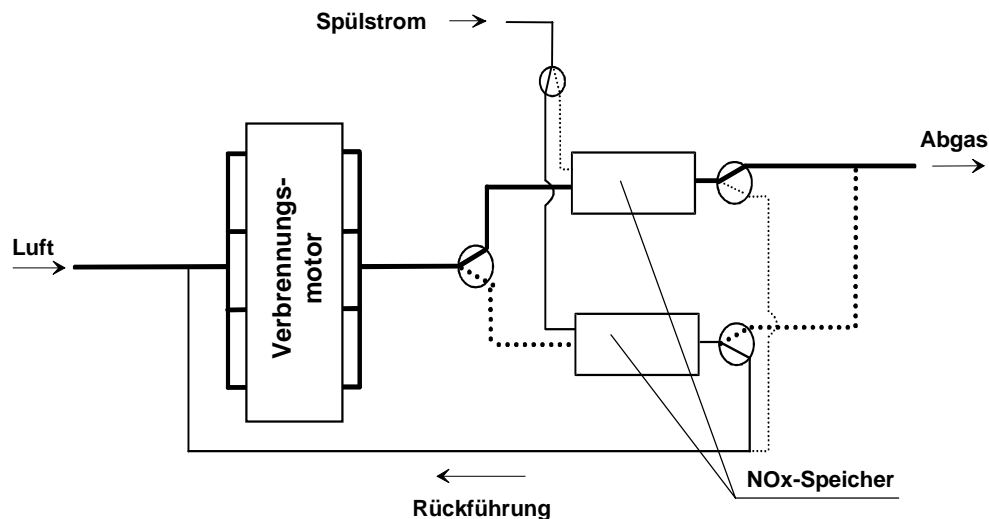 Spülstrom
Abgas
Luft
Verbrennungs-
motor
NOx-Speicher
Rückführung